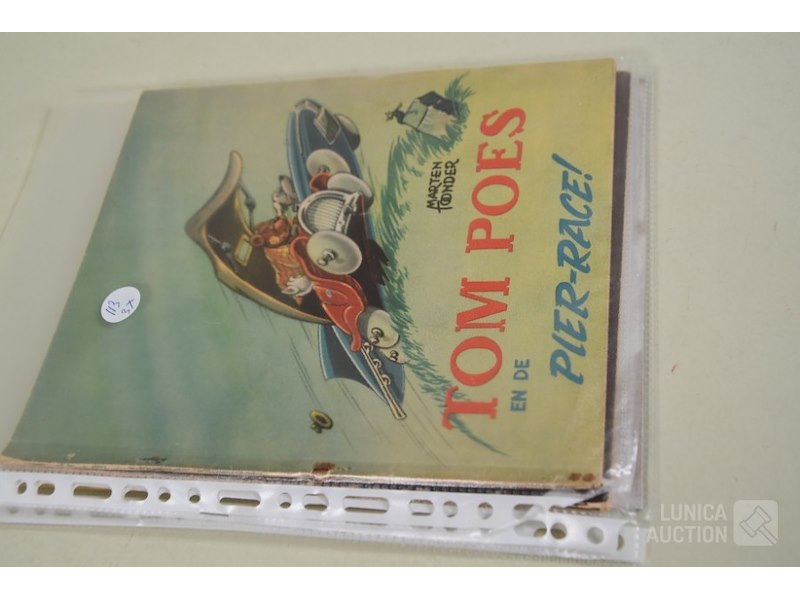 MARTEN
TOONDER
TOM POES
EN DE
PIER-RACE!
113
3X
LUNICA
AUCTION